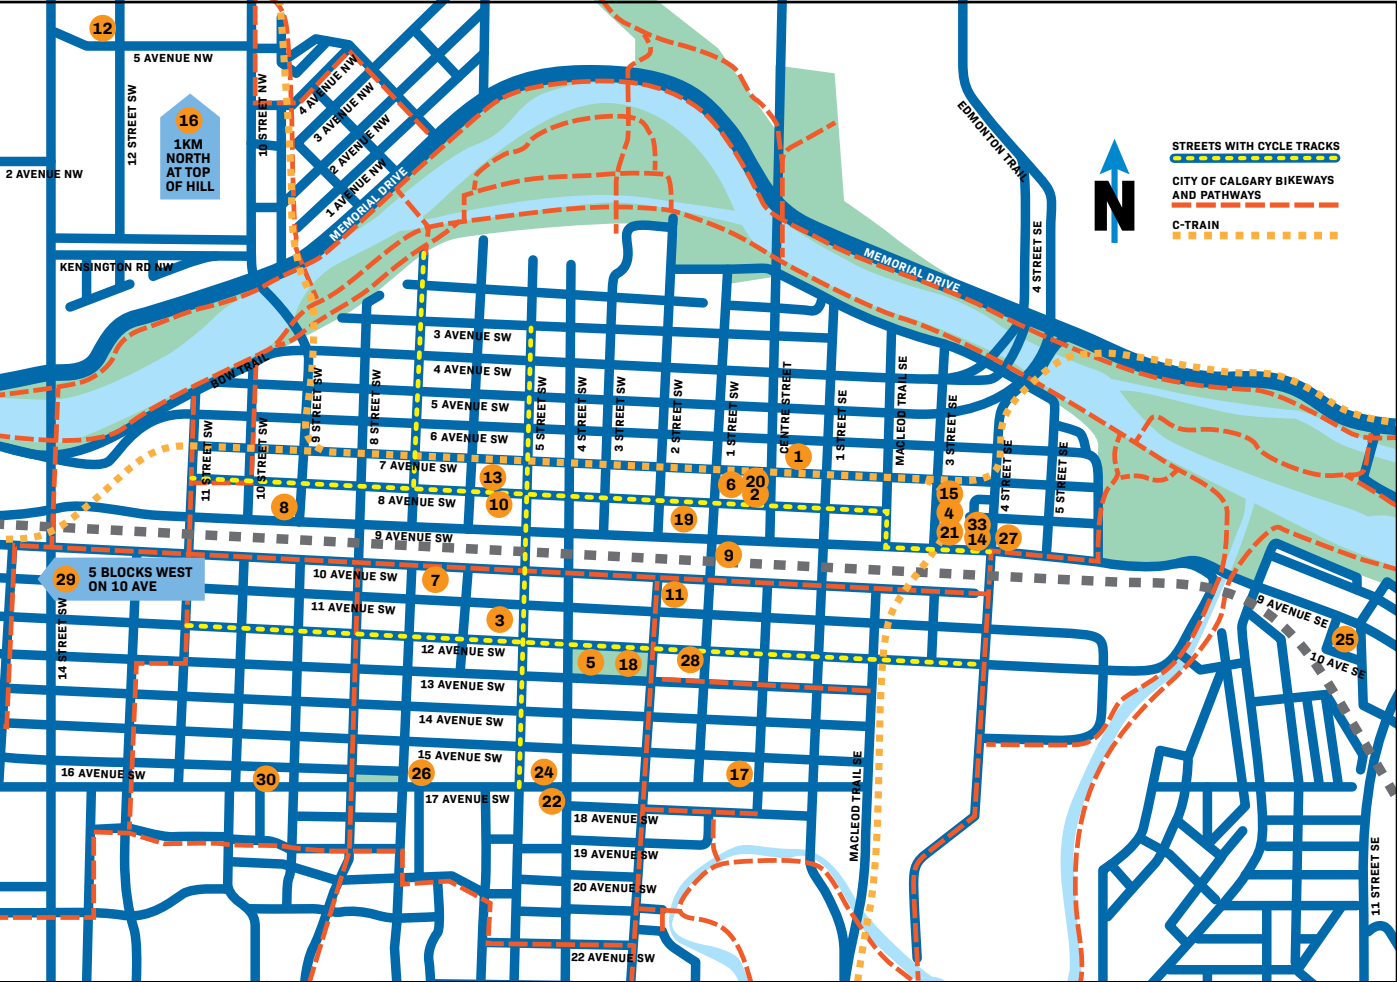 12
5 AVENUE NW
12 STREET SW
16
1KM
NORTH
AT TOP
OF HILL
10 STREET NW
4 AVENUE NW
3 AVENUE NW
2 AVENUE NW
1 AVENUE NW
MEMORIAL DRIVE
2 AVENUE NW
KENSINGTON RD NW
EDMONTON TRAIL
4 STREET SE
MEMORIAL DRIVE
N
STREETS WITH CYCLE TRACKS
CITY OF CALGARY BIKEWAYS
AND PATHWAYS
C-TRAIN
BOW TRAIL
3 AVENUE SW
4 AVENUE SW
5 AVENUE SW
6 AVENUE SW
7 AVENUE SW
8 AVENUE SW
9 AVENUE SW
11 STREET SW
10 STREET SW
9 STREET SW
8 STREET SW
5 STREET SW
4 STREET SW
3 STREET SW
2 STREET SW
1 STREET SW
CENTRE STREET
1 STREET SE
MACLEOD TRAIL SE
3 STREET SE
4 STREET SE
5 STREET SE
1
13
10
8
6
20
2
19
9
15
4
21
33
14
27
29
5 BLOCKS WEST
ON 10 AVE
14 STREET SW
10 AVENUE SW
7
11
11 AVENUE SW
3
12 AVENUE SW
5
18
28
13 AVENUE SW
14 AVENUE SW
15 AVENUE SW
16 AVENUE SW
30
26
24
17
17 AVENUE SW
22
18 AVENUE SW
19 AVENUE SW
20 AVENUE SW
22 AVENUE SW
MACLEOD TRAIL SE
9 AVENUE SE
25
10 AVE SE
11 STREET SE